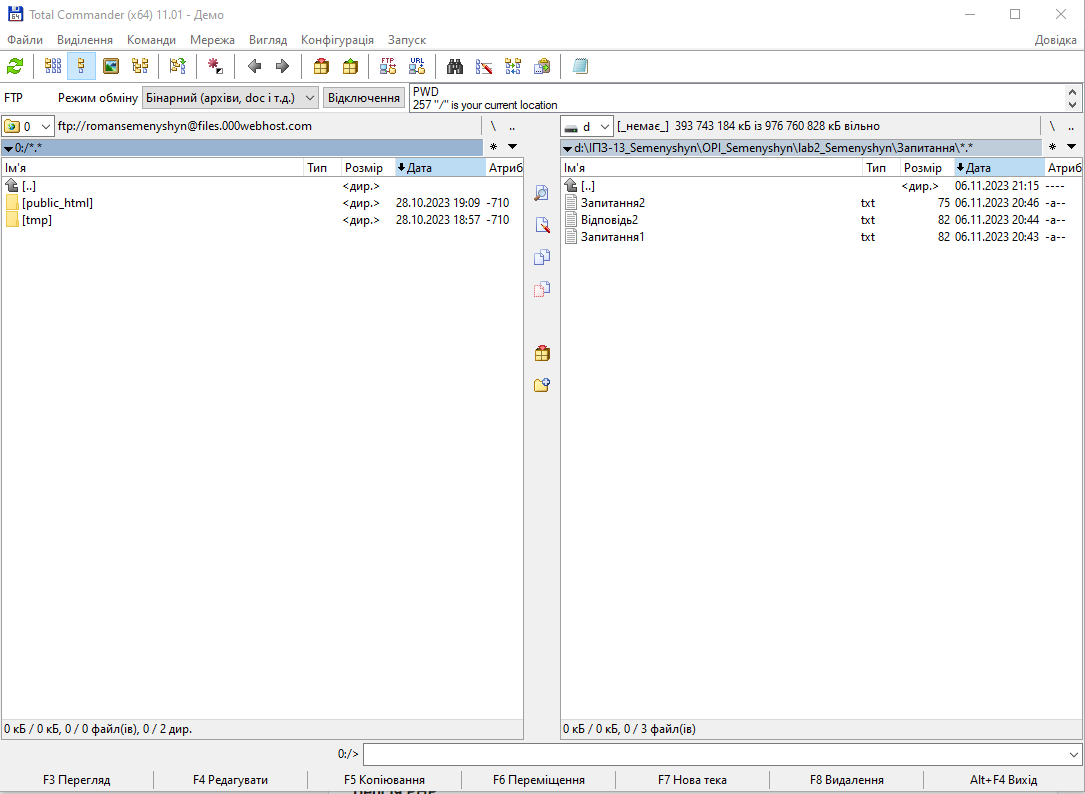 Total Commander (x64) 11.01 - Демо
Файли Виділення Команди Мережа Вигляд Конфігурація Запуск Довідка
FTP URL
FTP Режим обміну Бінарний (архіви, doc і т.д.) Відключення
PWD
257 "/" is your current location
0 ftp://romansemenyshyn@files.000webhost.com \ ..
0:/*.* * 
Ім'я Тип Розмір Дата Атриб
[..] <дир.>
[public_html] <дир.> 28.10.2023 19:09 -710
[tmp] <дир.> 28.10.2023 18:57 -710
0 кБ / 0 кБ, 0 / 0 файл(ів), 0 / 2 дир.
d [_немає_] 393 743 184 кБ із 976 760 828 кБ вільно \ ..
d:\ІПЗ-13_Semenyshyn\OPI_Semenyshyn\lab2_Semenyshyn\Запитання\*.* *
Ім'я Тип Розмір Дата Атриб
[..] <дир.> 06.11.2023 21:15 ----
Запитання2 txt 75 06.11.2023 20:46 -a--
Відповідь2 txt 82 06.11.2023 20:44 -a--
Запитання1 txt 82 06.11.2023 20:43 -a--
0 кБ / 0 кБ, 0 / 3 файл(ів)
0:/>
F3 Перегляд F4 Редагувати F5 Копіювання F6 Переміщення F7 Нова тека F8 Видалення Alt+F4 Вихід